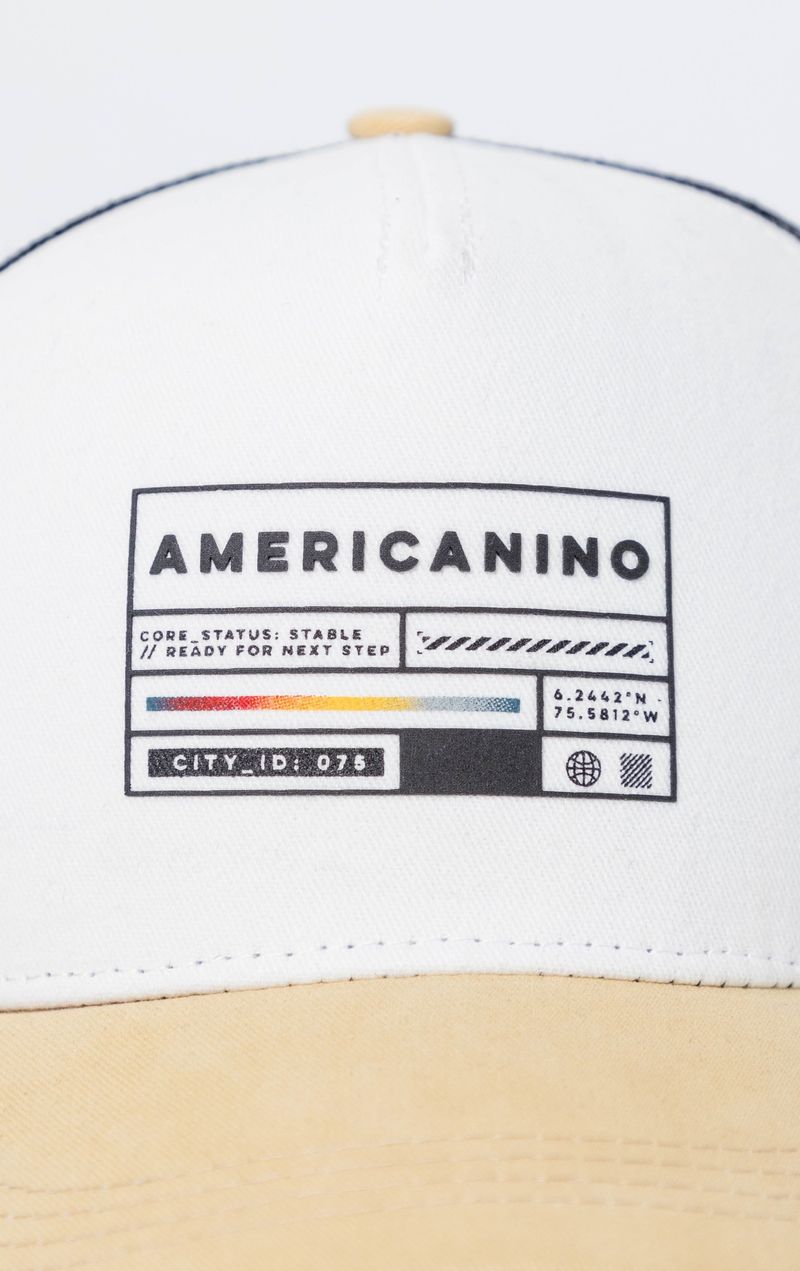 AMERICANINO
CORE_STATUS: STABLE
// READY FOR NEXT STEP
6.2442°N -
75.5812°W
CITY_ID: 075